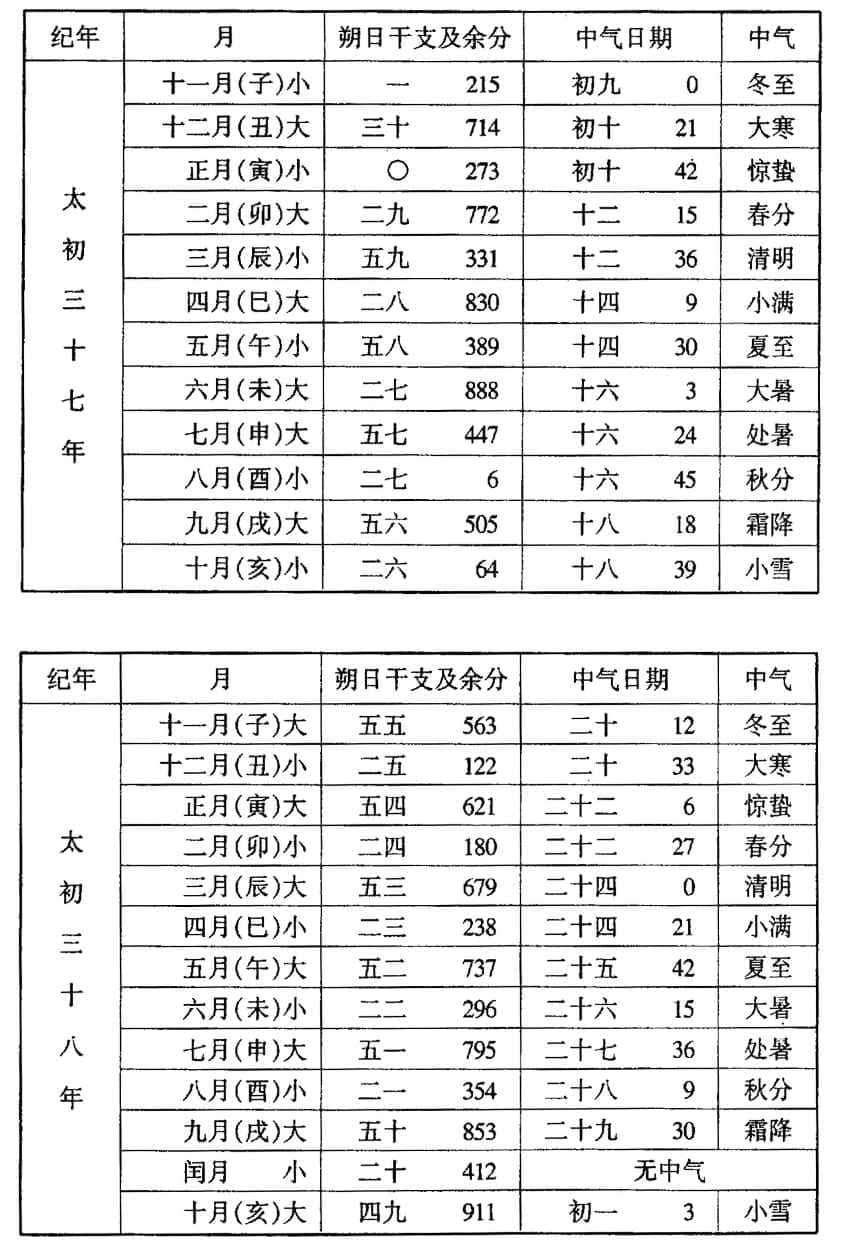 纪年 月 朔日干支及余分 中气日期 中气
太初三十七年
十一月(子)小 一 215 初九 0 冬至
十二月(丑)大 三十 714 初十 21 大寒
正月(寅)小 〇 273 初十 42 惊蛰
二月(卯)大 二九 772 十二 15 春分
三月(辰)小 五九 331 十二 36 清明
四月(巳)大 二八 830 十四 9 小满
五月(午)小 五八 389 十四 30 夏至
六月(未)大 二七 888 十六 3 大暑
七月(申)大 五七 447 十六 24 处暑
八月(酉)小 二七 6 十六 45 秋分
九月(戌)大 五六 505 十八 18 霜降
十月(亥)小 二六 64 十八 39 小雪
纪年 月 朔日干支及余分 中气日期 中气
太初三十八年
十一月(子)大 五五 563 二十 12 冬至
十二月(丑)小 二五 122 二十 33 大寒
正月(寅)大 五四 621 二十二 6 惊蛰
二月(卯)小 二四 180 二十二 27 春分
三月(辰)大 五三 679 二十四 0 清明
四月(巳)小 二三 238 二十四 21 小满
五月(午)大 五二 737 二十五 42 夏至
六月(未)小 二二 296 二十六 15 大暑
七月(申)大 五一 795 二十七 36 处暑
八月(酉)小 二一 354 二十八 9 秋分
九月(戌)大 五十 853 二十九 30 霜降
闰月 小 二十 412 无中气
十月(亥)大 四九 911 初一 3 小雪